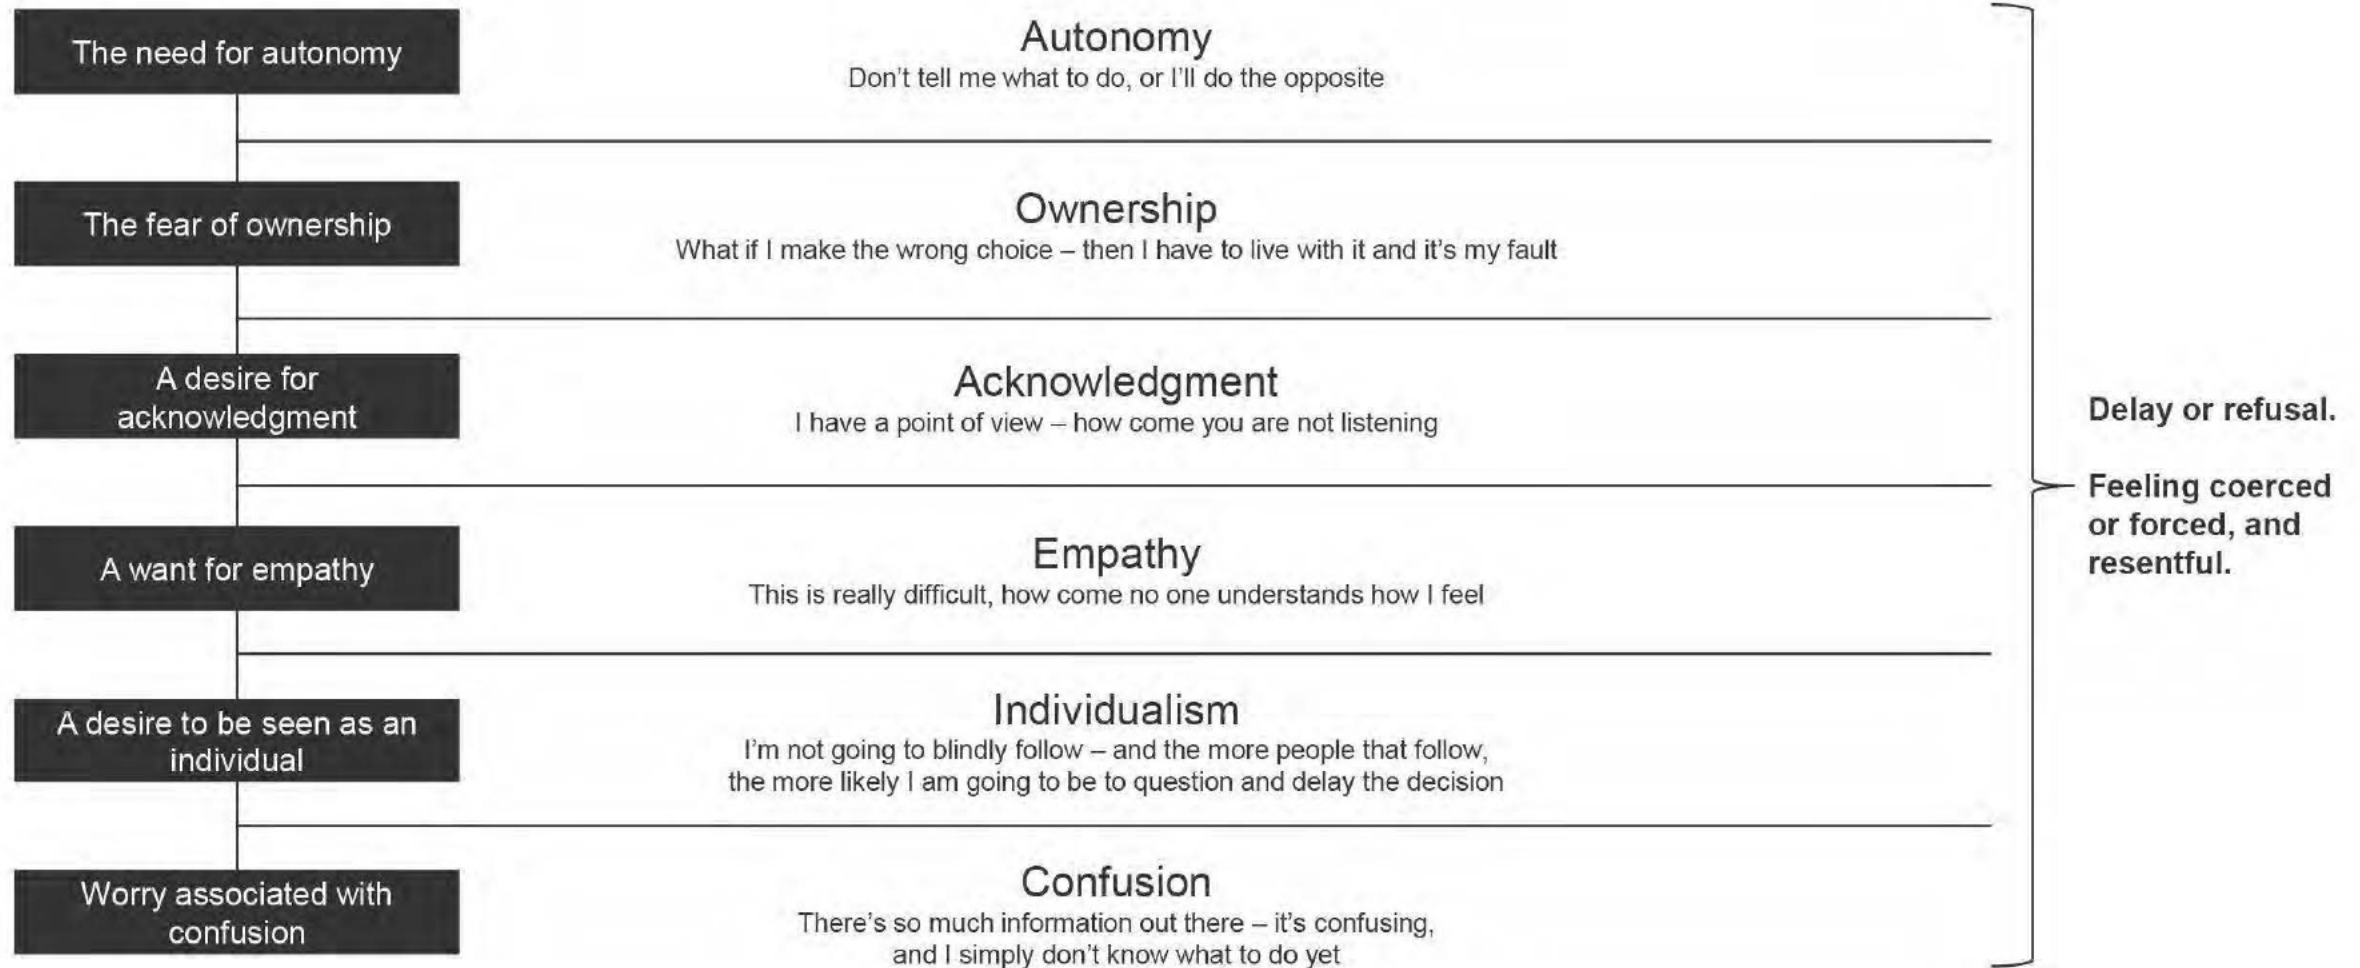 The need for autonomy
Autonomy
Don't tell me what to do, or I'll do the opposite
The fear of ownership
Ownership
What if I make the wrong choice – then I have to live with it and it's my fault
A desire for
acknowledgment
Acknowledgment
I have a point of view – how come you are not listening
A want for empathy
Empathy
This is really difficult, how come no one understands how I feel
A desire to be seen as an
individual
Individualism
I'm not going to blindly follow – and the more people that follow,
the more likely I am going to be to question and delay the decision
Worry associated with
confusion
Confusion
There's so much information out there – it's confusing,
and I simply don't know what to do yet
Delay or refusal.
Feeling coerced
or forced, and
resentful.